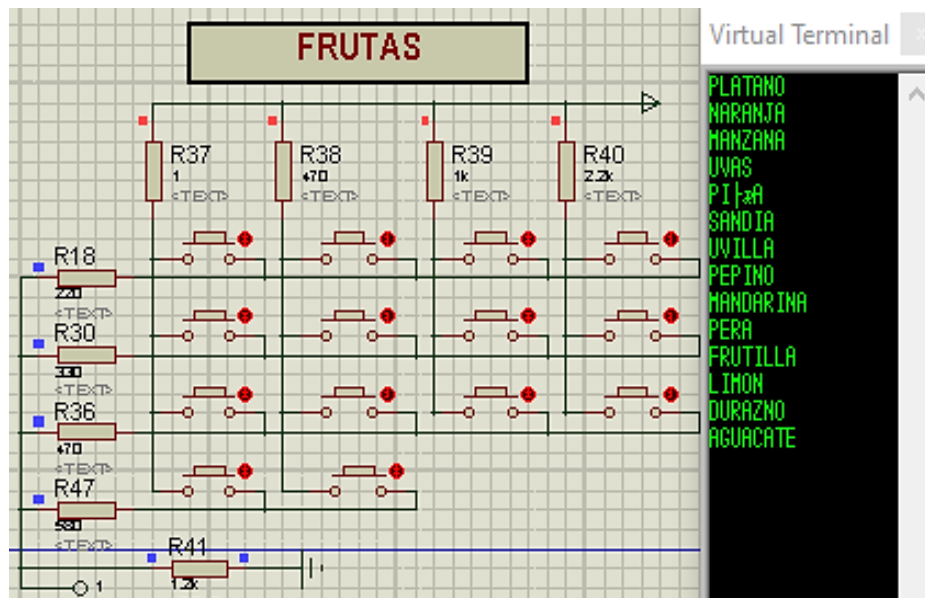 FRUTAS
Virtual Terminal
PLATANO
NARANJA
MANZANA
UVAS
PI├±A
SANDIA
UVILLA
PEPINO
MANDARINA
PERA
FRUTILLA
LIMON
DURAZNO
AGUACATE
R37
1
<TEXT>
R38
470
<TEXT>
R39
1k
<TEXT>
R40
2.2k
<TEXT>
R18
220
<TEXT>
R30
330
<TEXT>
R36
470
<TEXT>
R47
580
<TEXT>
R41
1.2k
1